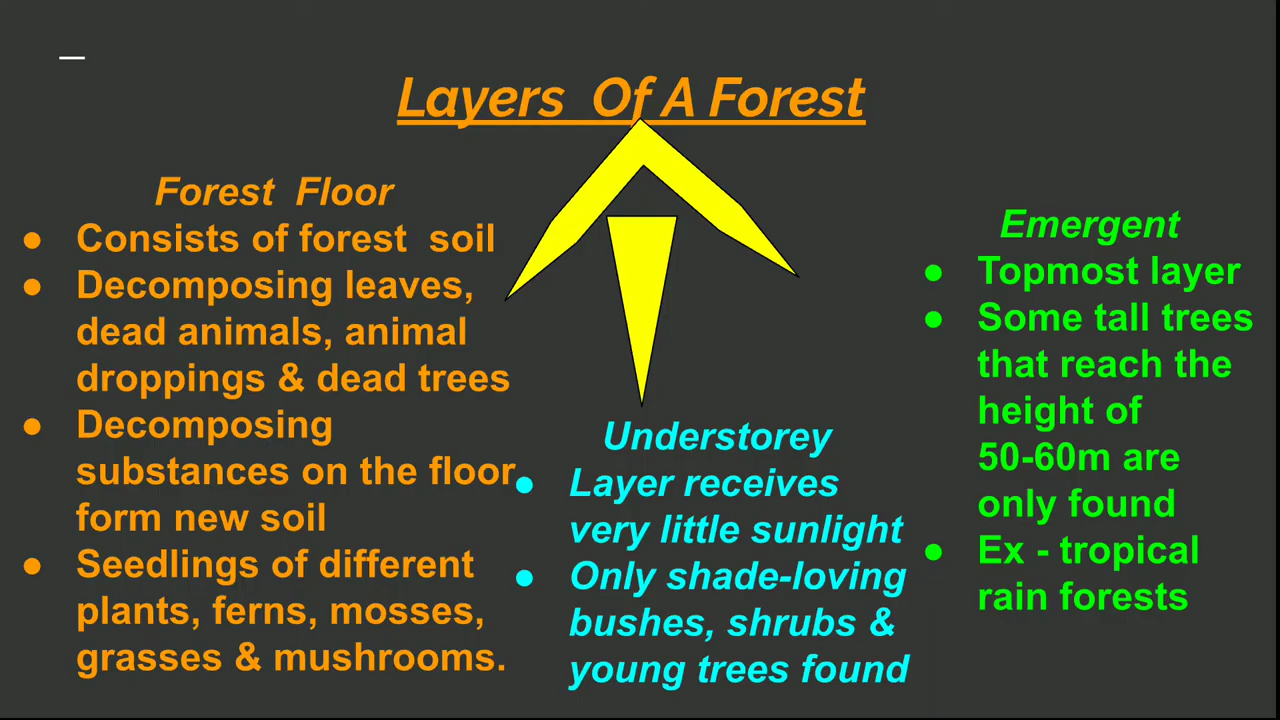 Layers Of A Forest
Forest Floor
● Consists of forest soil
● Decomposing leaves,
dead animals, animal
droppings & dead trees
● Decomposing
substances on the floor
form new soil
● Seedlings of different
plants, ferns, mosses,
grasses & mushrooms.
Understorey
● Layer receives
very little sunlight
● Only shade-loving
bushes, shrubs &
young trees found
Emergent
● Topmost layer
● Some tall trees
that reach the
height of
50-60m are
only found
● Ex - tropical
rain forests